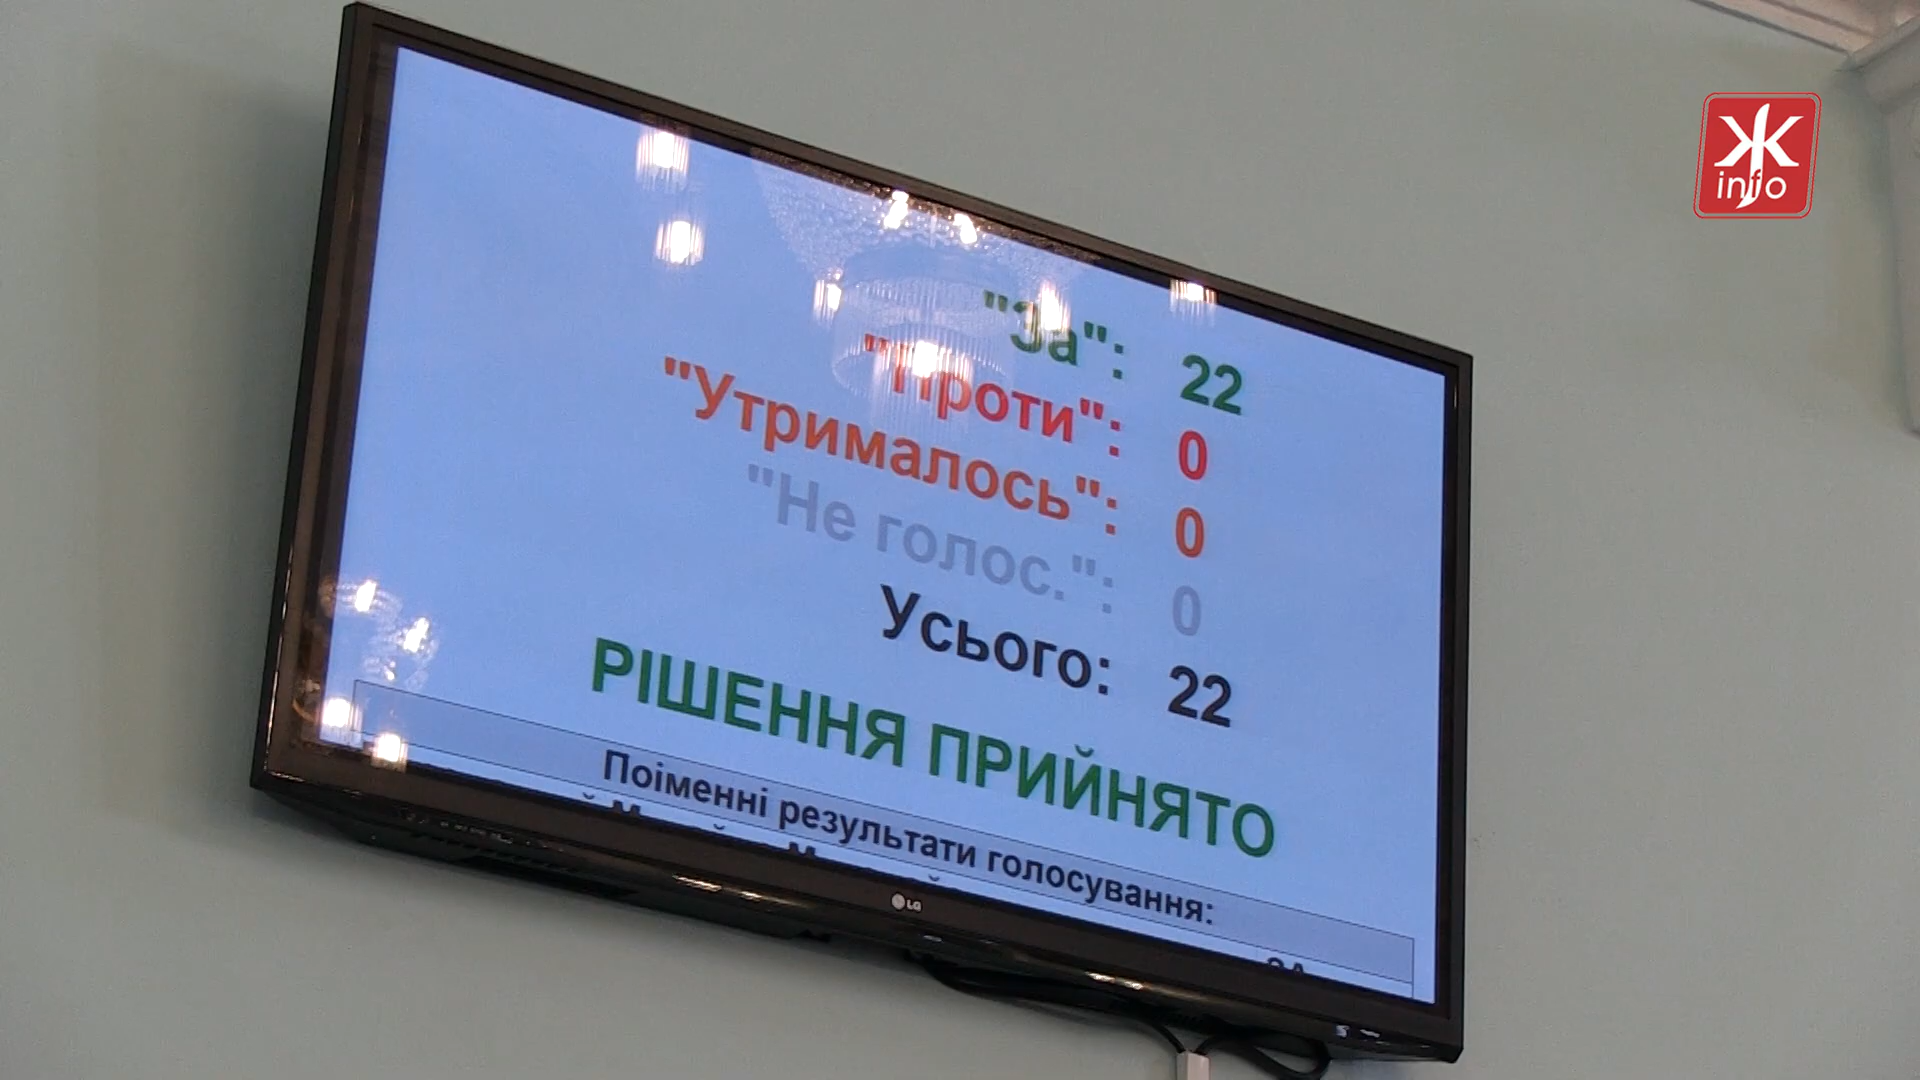 "За": 22
"Проти": 0
"Утрималось": 0
"Не голос.": 0
Усього: 22
РІШЕННЯ ПРИЙНЯТО
Поіменні результати голосування:
LG
Ж
info